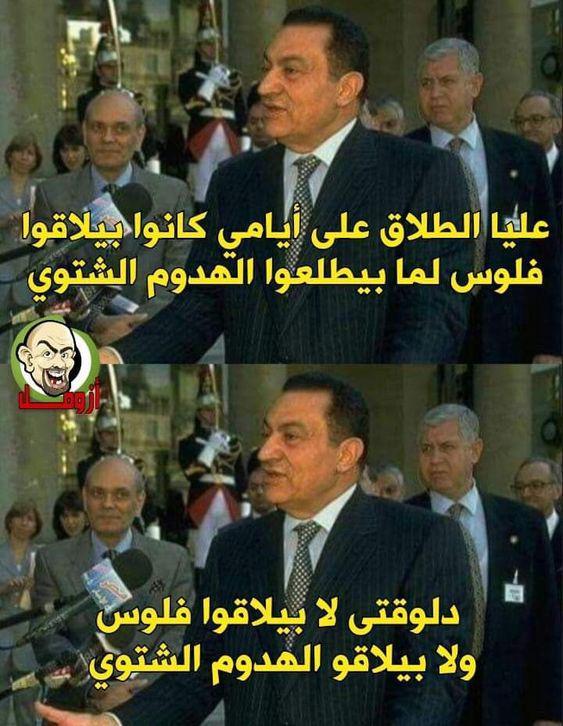 عليا الطلاق على أيامي كانوا بيلاقوا
فلوس لما بيطلعوا الهدوم الشتوي
أزومل
دلوقتى لا بيلاقوا فلوس
ولا بيلاقو الهدوم الشتوي